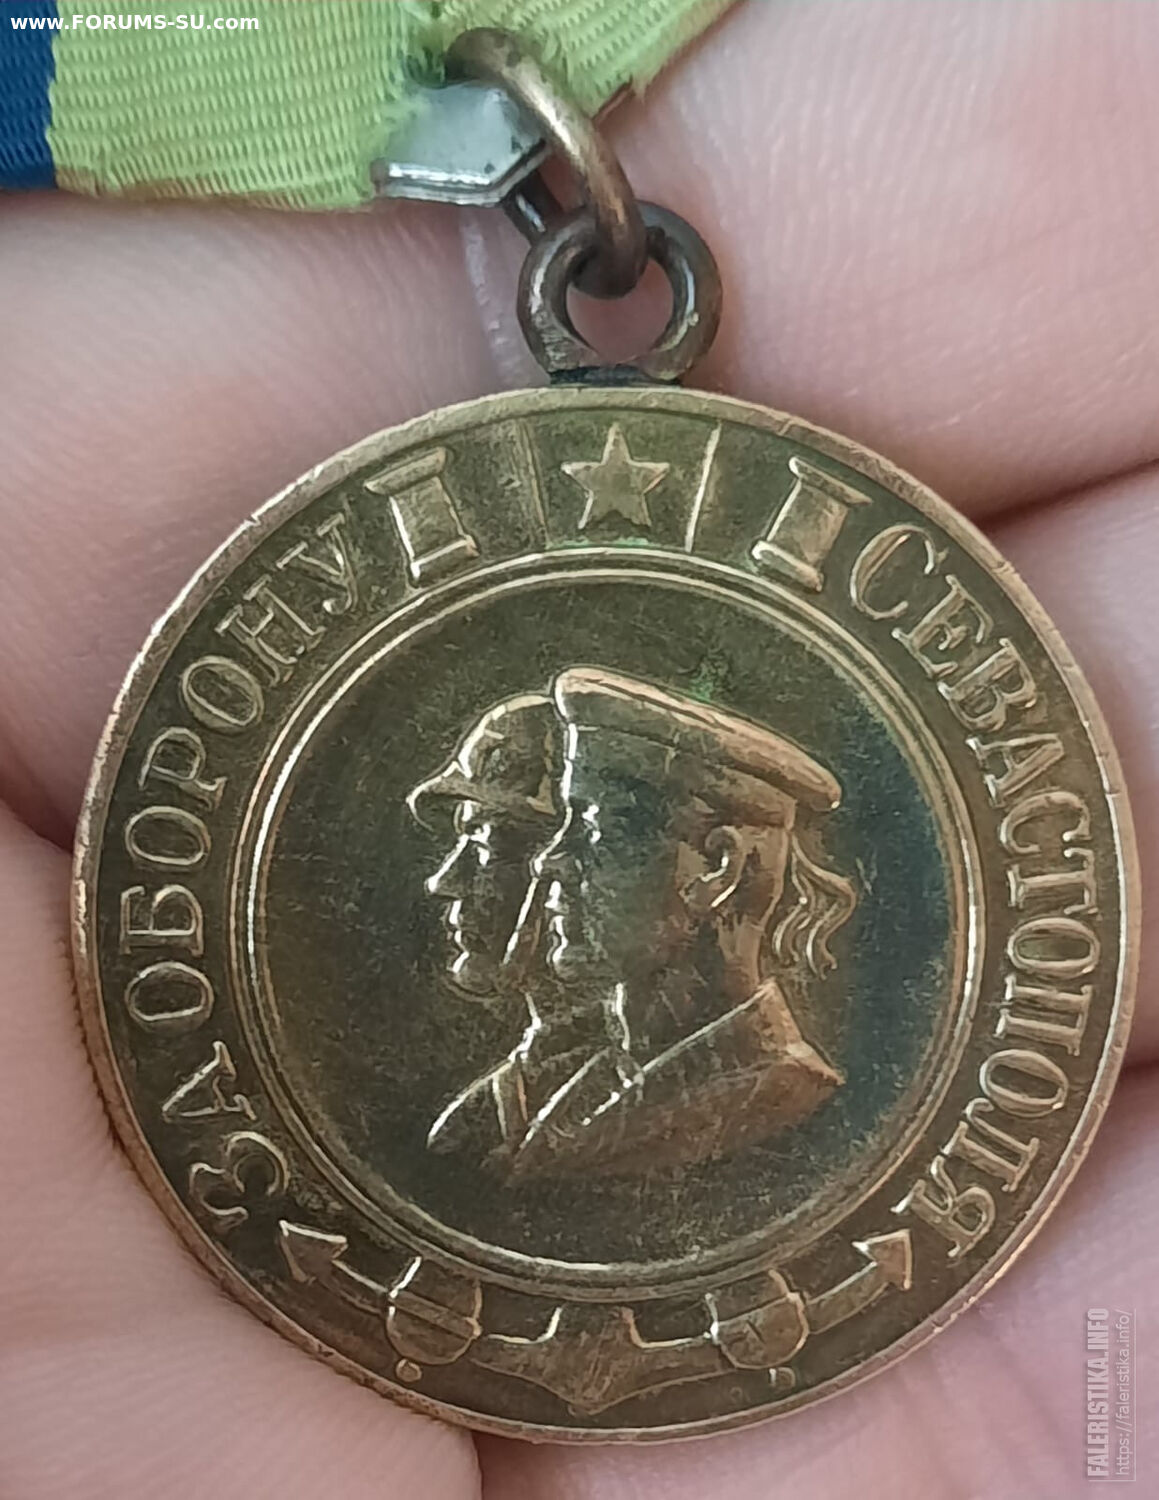 www.FORUMS-SU.com
ЗА ОБОРОНУ СЕВАСТОПОЛЯ
FALERISTIKA.INFO
https://faleristika.info/